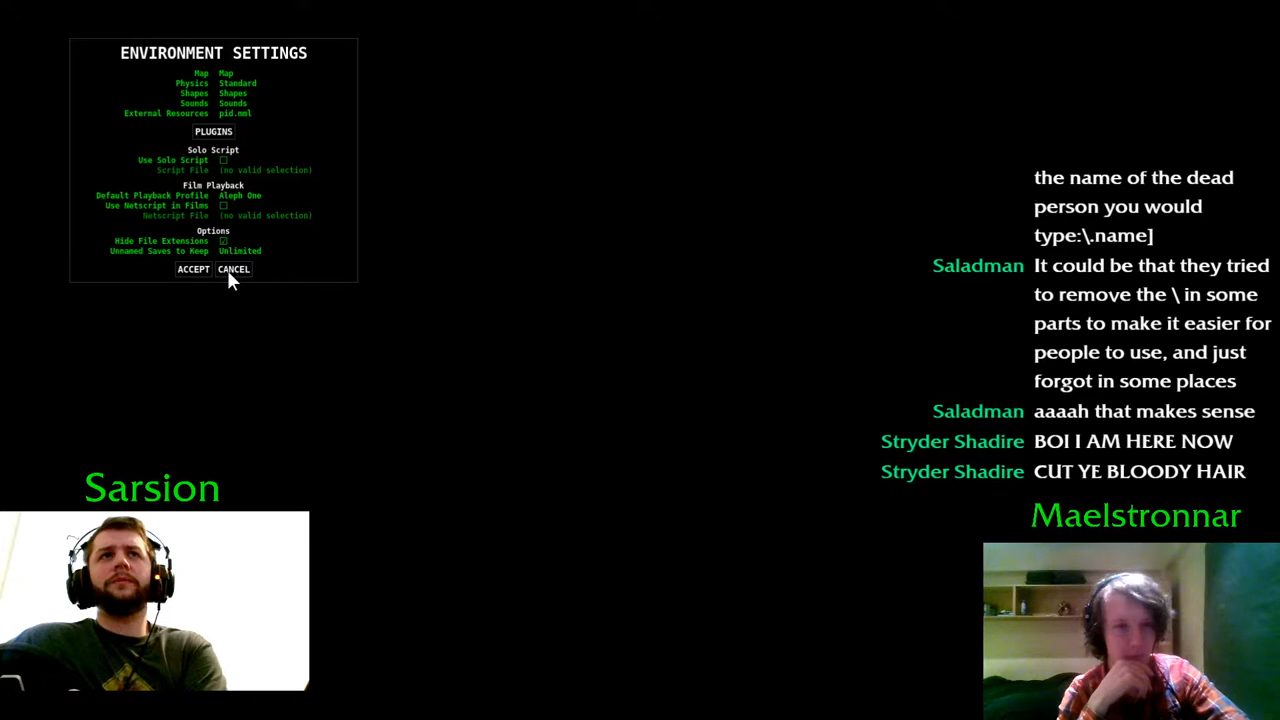 ENVIRONMENT SETTINGS
Map Map
Physics Standard
Shapes Shapes
Sounds Sounds
External Resources pid.mml
PLUGINS
Solo Script
Use Solo Script
Script File (no valid selection)
Film Playback
Default Playback Profile Aleph One
Use Netscript in Films
Netscript File (no valid selection)
Options
Hide File Extensions
Unnamed Saves to Keep Unlimited
ACCEPT CANCEL
the name of the dead
person you would
type:\.name]
Saladman It could be that they tried
to remove the \ in some
parts to make it easier for
people to use, and just
forgot in some places
Saladman aaaah that makes sense
Stryder Shadire BOI I AM HERE NOW
Stryder Shadire CUT YE BLOODY HAIR
Sarsion
Maelstronnar